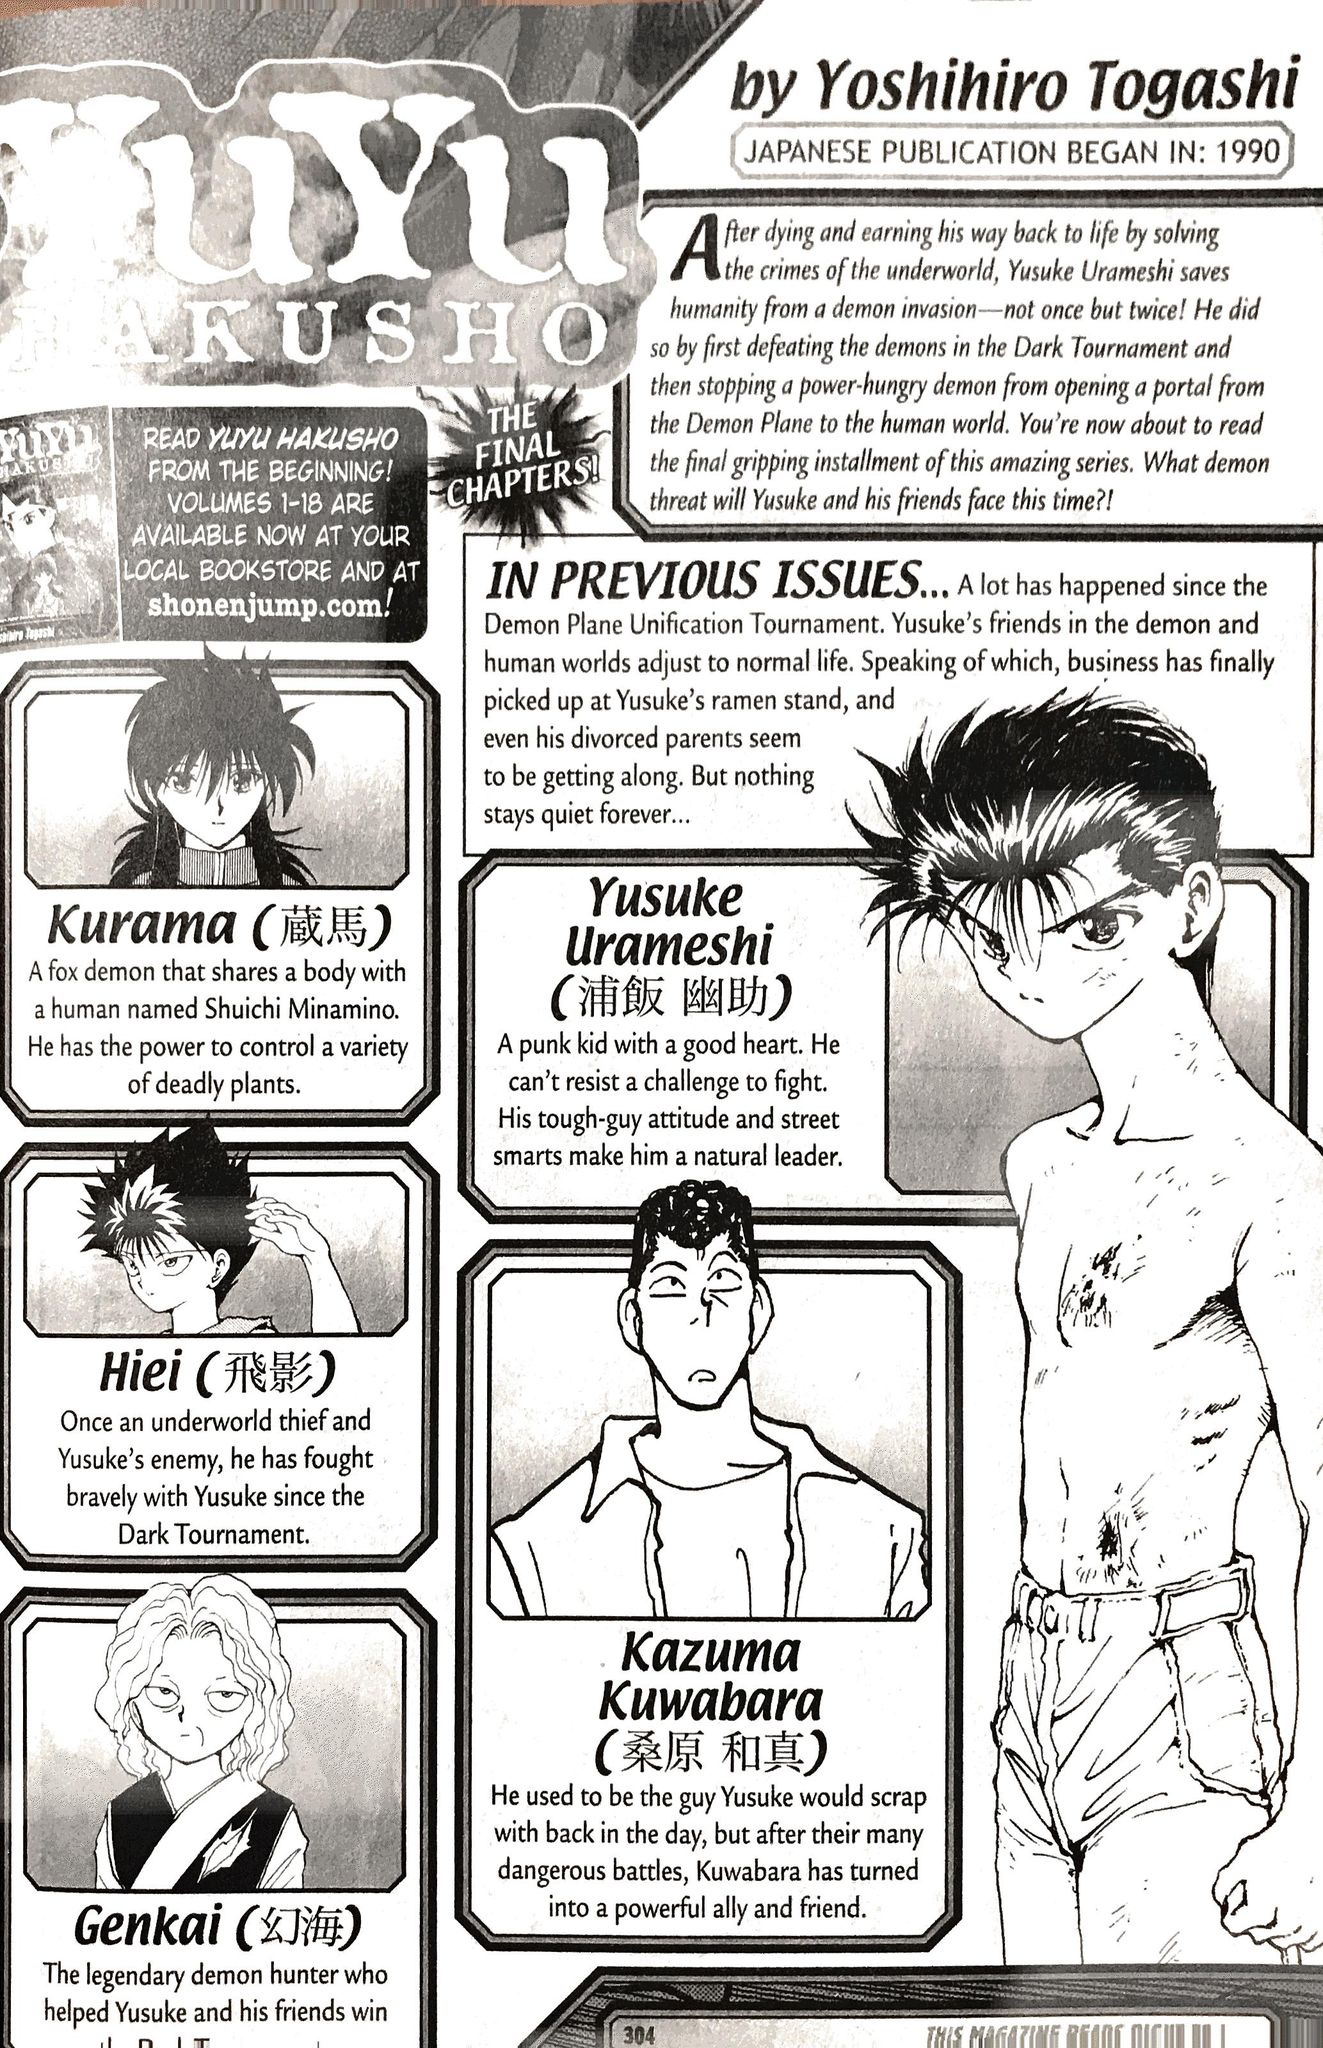 YuYu
HAKUSHO
by Yoshihiro Togashi
JAPANESE PUBLICATION BEGAN IN: 1990
After dying and earning his way back to life by solving
the crimes of the underworld, Yusuke Urameshi saves
humanity from a demon invasion—not once but twice! He did
so by first defeating the demons in the Dark Tournament and
then stopping a power-hungry demon from opening a portal from
the Demon Plane to the human world. You're now about to read
the final gripping installment of this amazing series. What demon
threat will Yusuke and his friends face this time?!
THE
FINAL
CHAPTERS!
YuYu
HAKUSHO
Togashi
READ YUYU HAKUSHO
FROM THE BEGINNING!
VOLUMES 1-18 ARE
AVAILABLE NOW AT YOUR
LOCAL BOOKSTORE AND AT
shonenjump.com!
IN PREVIOUS ISSUES... A lot has happened since the
Demon Plane Unification Tournament. Yusuke's friends in the demon and
human worlds adjust to normal life. Speaking of which, business has finally
picked up at Yusuke's ramen stand, and
even his divorced parents seem
to be getting along. But nothing
stays quiet forever...
Kurama (蔵馬)
A fox demon that shares a body with
a human named Shuichi Minamino.
He has the power to control a variety
of deadly plants.
Yusuke
Urameshi
(浦飯 幽助)
A punk kid with a good heart. He
can't resist a challenge to fight.
His tough-guy attitude and street
smarts make him a natural leader.
Hiei (飛影)
Once an underworld thief and
Yusuke's enemy, he has fought
bravely with Yusuke since the
Dark Tournament.
Kazuma
Kuwabara
(桑原 和真)
He used to be the guy Yusuke would scrap
with back in the day, but after their many
dangerous battles, Kuwabara has turned
into a powerful ally and friend.
Genkai (幻海)
The legendary demon hunter who
helped Yusuke and his friends win
304
THIS MAGAZINE READS